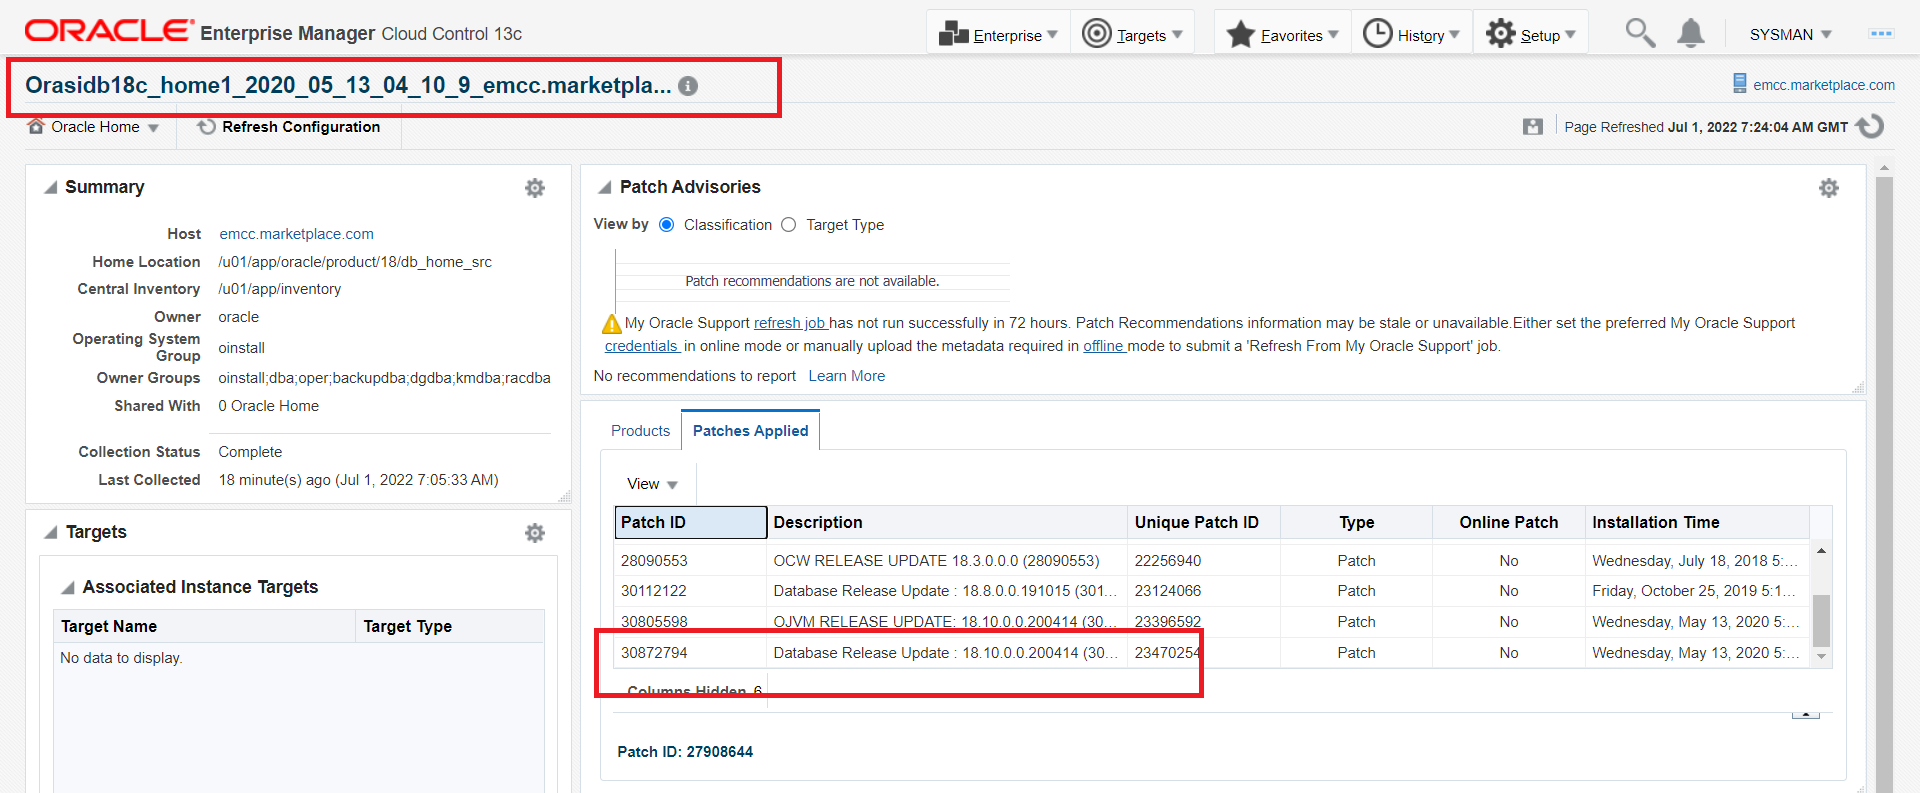 ORACLE Enterprise Manager Cloud Control 13c
Enterprise Targets Favorites History Setup SYSMAN
Orasidb18c_home1_2020_05_13_04_10_9_emcc.marketpla...
emcc.marketplace.com
Oracle Home Refresh Configuration
Page Refreshed Jul 1, 2022 7:24:04 AM GMT
Summary
Host emcc.marketplace.com
Home Location /u01/app/oracle/product/18/db_home_src
Central Inventory /u01/app/inventory
Owner oracle
Operating System
Group oinstall
Owner Groups oinstall;dba;oper;backupdba;dgdba;kmdba;racdba
Shared With 0 Oracle Home
Collection Status Complete
Last Collected 18 minute(s) ago (Jul 1, 2022 7:05:33 AM)
Targets
Associated Instance Targets
Target Name Target Type
No data to display.
Patch Advisories
View by Classification Target Type
Patch recommendations are not available.
My Oracle Support refresh job has not run successfully in 72 hours. Patch Recommendations information may be stale or unavailable.Either set the preferred My Oracle Support
credentials in online mode or manually upload the metadata required in offline mode to submit a 'Refresh From My Oracle Support' job.
No recommendations to report Learn More
Products Patches Applied
View
Patch ID Description Unique Patch ID Type Online Patch Installation Time
28090553 OCW RELEASE UPDATE 18.3.0.0.0 (28090553) 22256940 Patch No Wednesday, July 18, 2018 5:...
30112122 Database Release Update : 18.8.0.0.191015 (301... 23124066 Patch No Friday, October 25, 2019 5:1...
30805598 OJVM RELEASE UPDATE: 18.10.0.0.200414 (30... 23396592 Patch No Wednesday, May 13, 2020 5:...
30872794 Database Release Update : 18.10.0.0.200414 (30... 23470254 Patch No Wednesday, May 13, 2020 5:...
Columns Hidden 6
Patch ID: 27908644